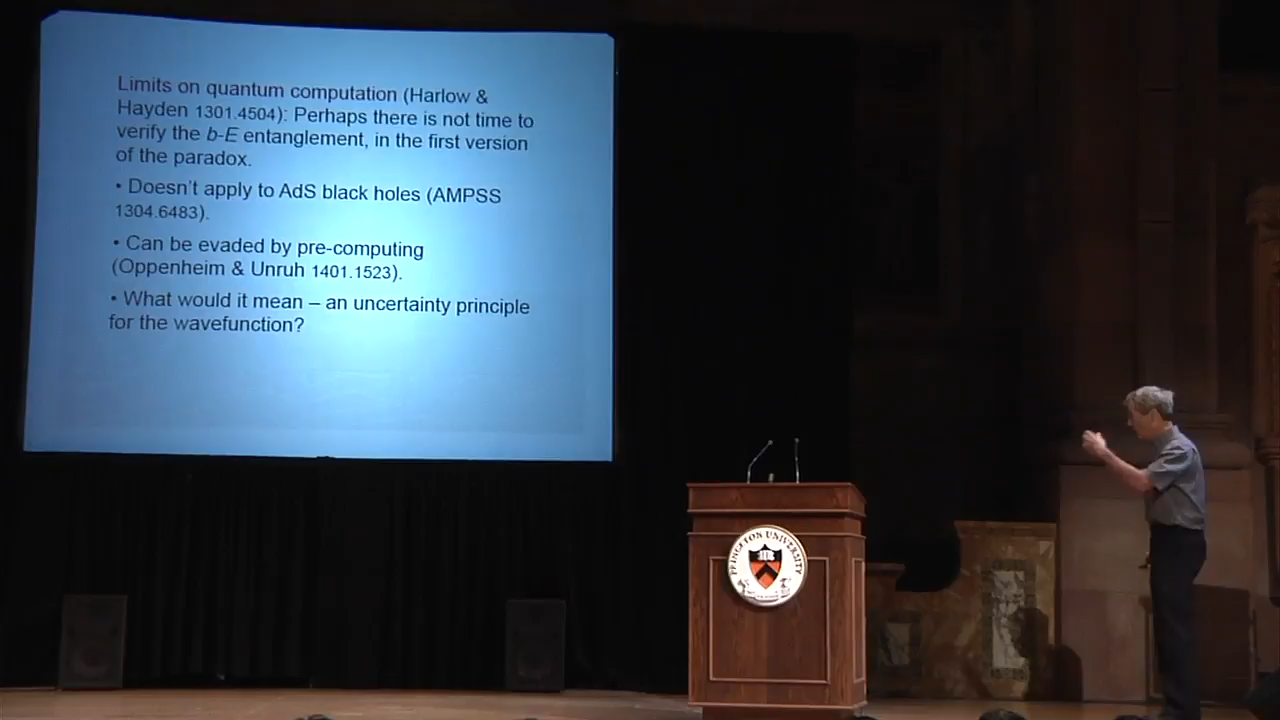 Limits on quantum computation (Harlow &
Hayden 1301.4504): Perhaps there is not time to
verify the b-E entanglement, in the first version
of the paradox.
• Doesn't apply to AdS black holes (AMPSS
1304.6483).
• Can be evaded by pre-computing
(Oppenheim & Unruh 1401.1523).
• What would it mean – an uncertainty principle
for the wavefunction?
PRINCETON UNIVERSITY